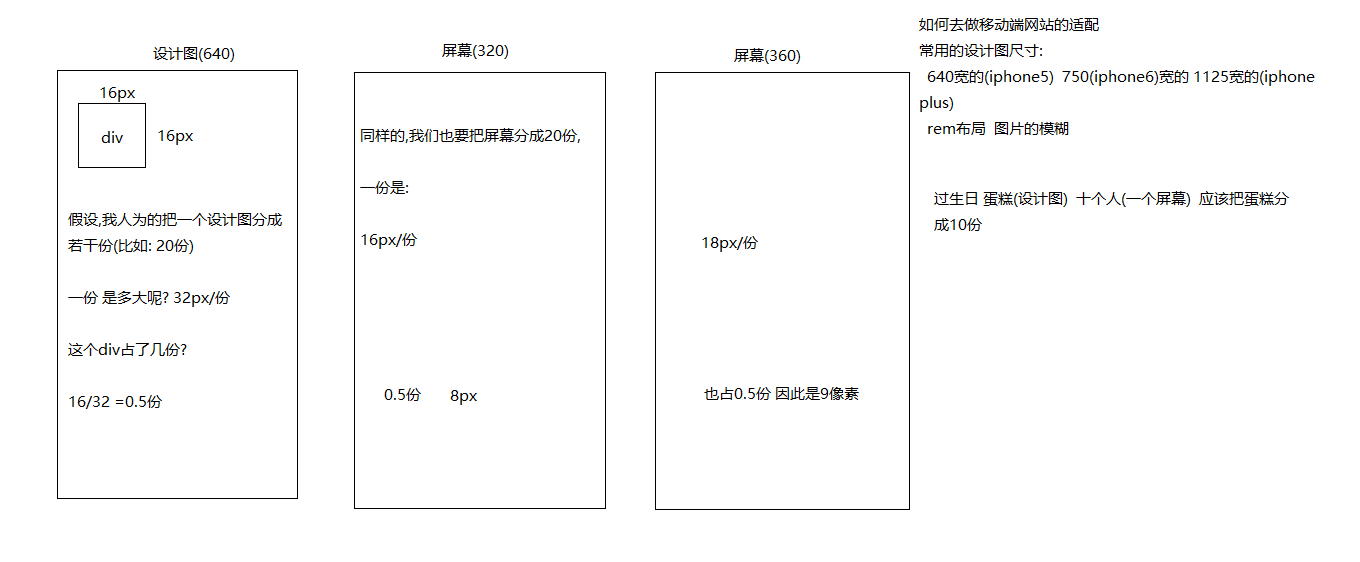 设计图(640)
16px
div
16px
假设,我人为的把一个设计图分成
若干份(比如: 20份)
一份 是多大呢? 32px/份
这个div占了几份?
16/32 =0.5份
屏幕(320)
同样的,我们也要把屏幕分成20份,
一份是:
16px/份
0.5份
8px
屏幕(360)
18px/份
也占0.5份 因此是9像素
如何去做移动端网站的适配
常用的设计图尺寸:
640宽的(iphone5) 750(iphone6)宽的 1125宽的(iphone
plus)
rem布局 图片的模糊
过生日 蛋糕(设计图) 十个人(一个屏幕) 应该把蛋糕分
成10份